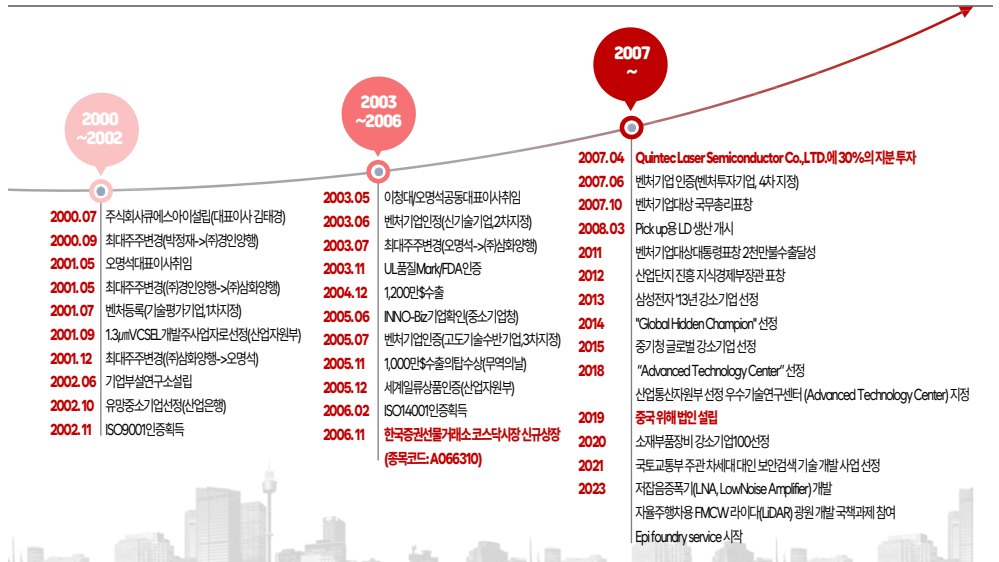 2000
~2002
2000.07 주식회사큐에스아이설립(대표이사 김태경)
2000.09 최대주주변경(박정재->㈜경인양행)
2001.05 오명석대표이사취임
2001.05 최대주주변경(㈜경인양행->㈜삼화양행)
2001.07 벤처등록(기술평가기업,1차지정)
2001.09 1.3㎛VCSEL개발주사업자로선정(산업자원부)
2001.12 최대주주변경(㈜삼화양행->오명석)
2002.06 기업부설연구소설립
2002.10 유망중소기업선정(산업은행)
2002.11 ISO9001인증획득
2003
~2006
2003.05 이청대/오명석공동대표이사취임
2003.06 벤처기업인정(신기술기업,2차지정)
2003.07 최대주주변경(오명석->㈜삼화양행)
2003.11 UL품질Mark/FDA인증
2004.12 1,200만$수출
2005.06 INNO-Biz기업확인(중소기업청)
2005.07 벤처기업인증(고도기술수반기업,3차지정)
2005.11 1,000만$수출의탑수상(무역의날)
2005.12 세계일류상품인증(산업자원부)
2006.02 ISO14001인증획득
2006.11 한국증권선물거래소 코스닥시장 신규상장
(종목코드: A066310)
2007
~
2007.04 Quintec Laser Semiconductor Co.,LTD.에 30%의 지분 투자
2007.06 벤처기업 인증(벤처투자기업, 4차 지정)
2007.10 벤처기업대상 국무총리표창
2008.03 Pick up용 LD 생산 개시
2011 벤처기업대상대통령표창 2천만불수출달성
2012 산업단지 진흥 지식경제부장관 표창
2013 삼성전자 '13년 강소기업 선정
2014 "Global Hidden Champion" 선정
2015 중기청 글로벌 강소기업 선정
2018 “Advanced Technology Center” 선정
산업통신자원부 선정 우수기술연구센터 (Advanced Technology Center) 지정
2019 중국 위해 법인 설립
2020 소재부품장비 강소기업100선정
2021 국토교통부 주관 차세대 대인 보안검색 기술 개발 사업 선정
2023 저잡음증폭기(LNA, Low Noise Amplifier) 개발
자율주행차용 FMCW 라이다(LiDAR) 광원 개발 국책과제 참여
Epi foundry service 시작